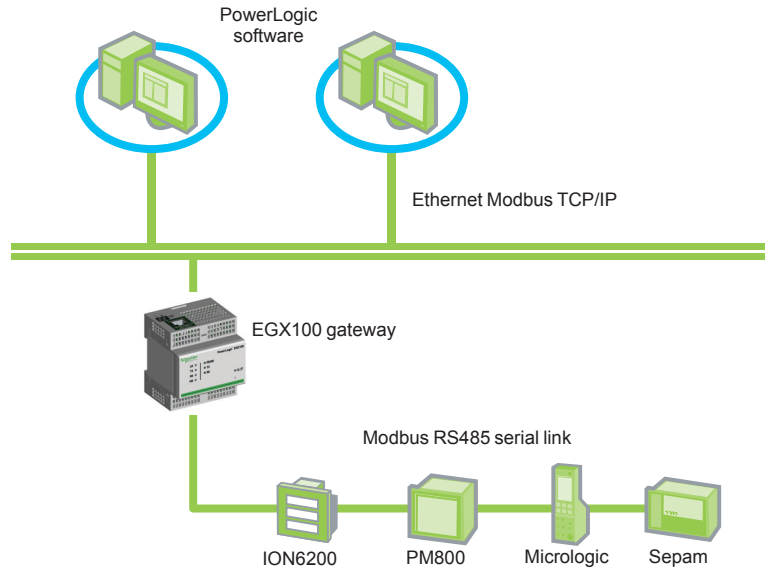 PowerLogic
software
Ethernet Modbus TCP/IP
EGX100 gateway
Modbus RS485 serial link
ION6200
PM800
Micrologic
Sepam